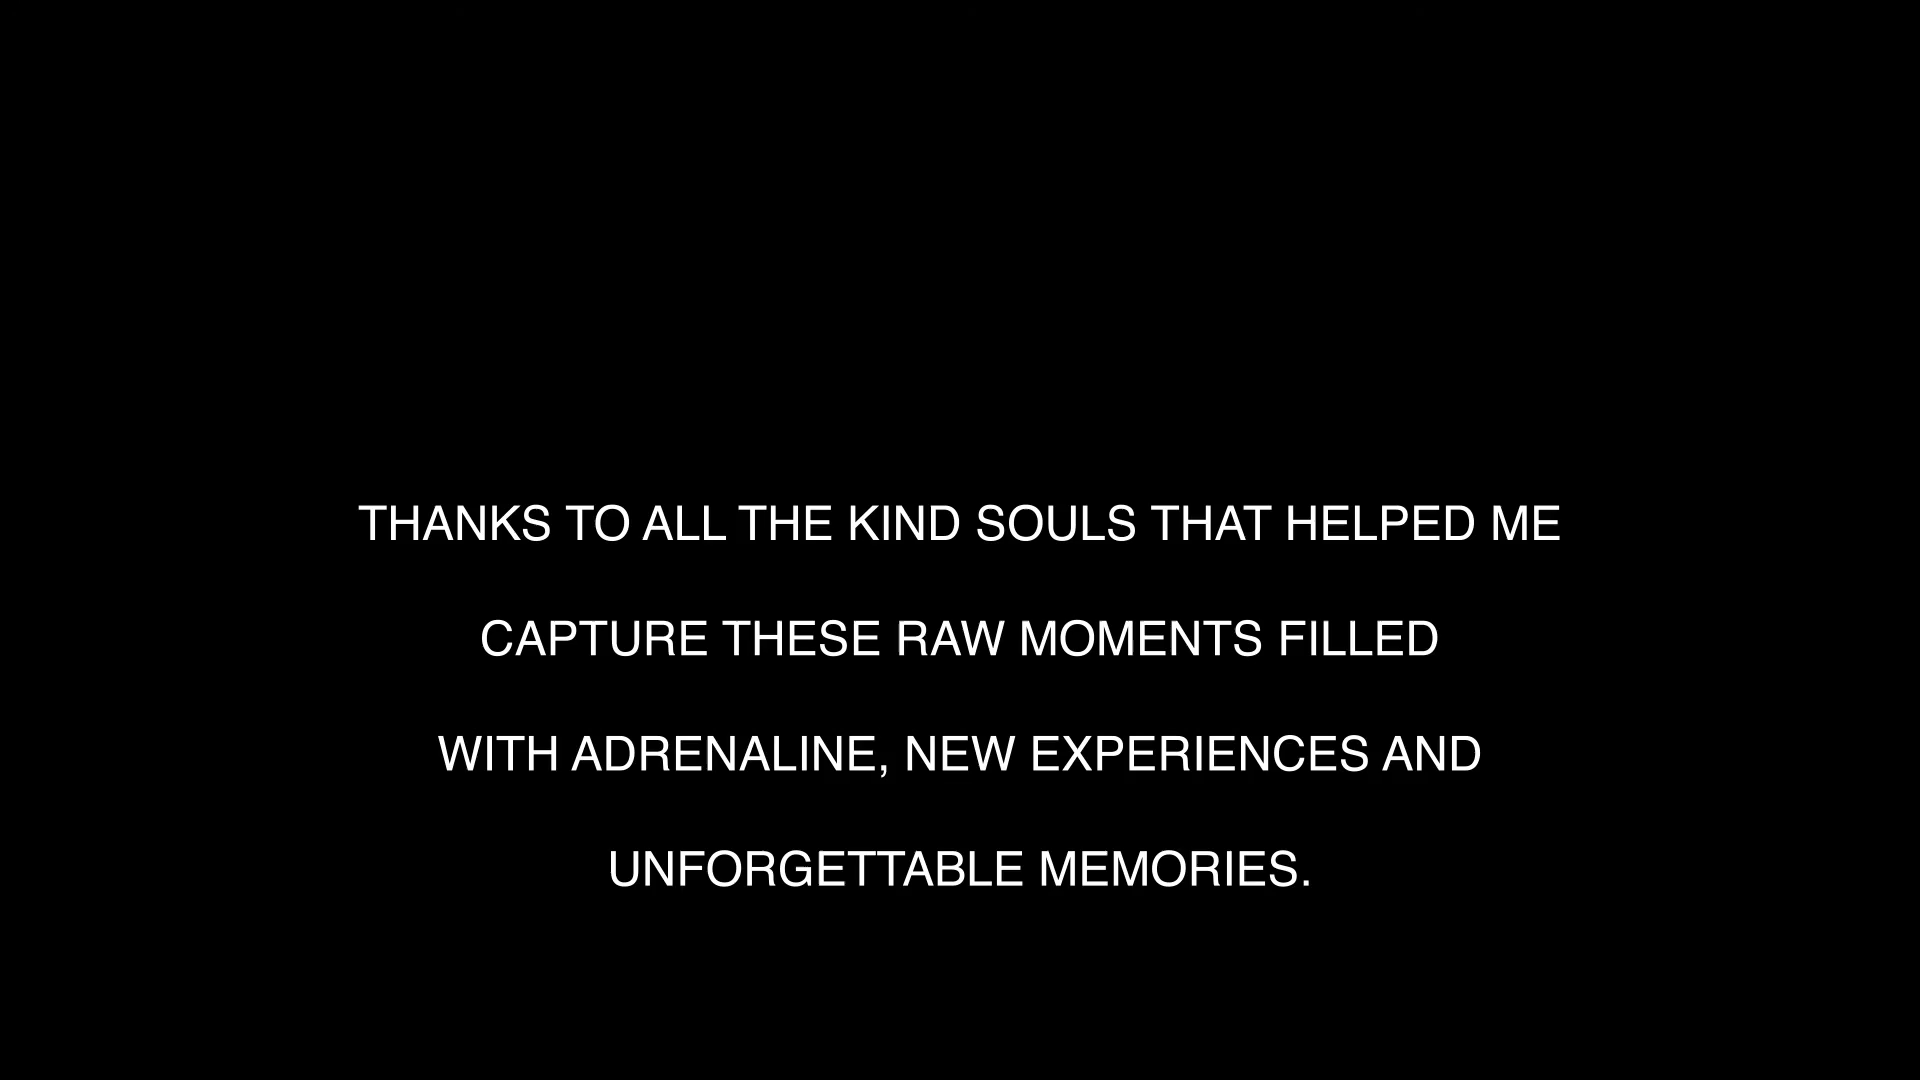 THANKS TO ALL THE KIND SOULS THAT HELPED ME
CAPTURE THESE RAW MOMENTS FILLED
WITH ADRENALINE, NEW EXPERIENCES AND
UNFORGETTABLE MEMORIES.